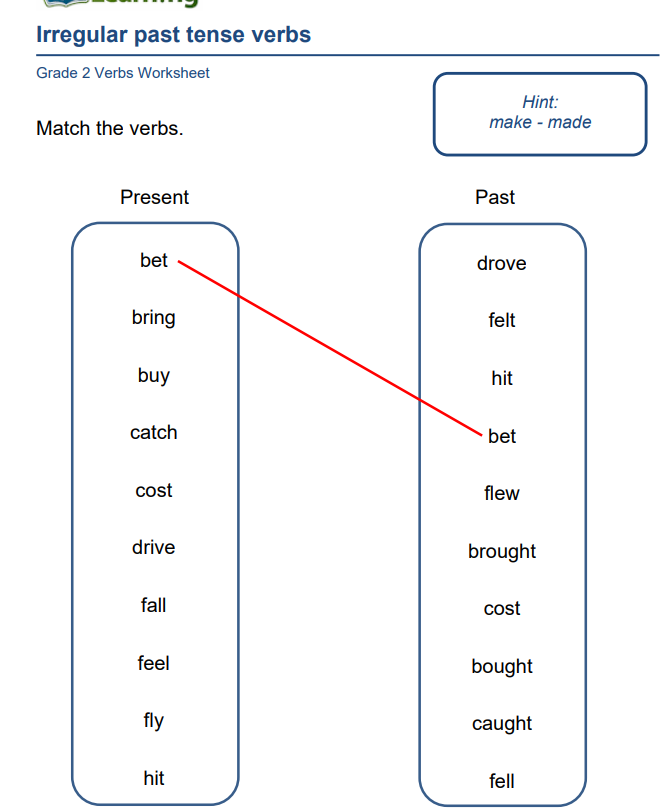 Learning
Irregular past tense verbs
Grade 2 Verbs Worksheet
Hint:
make - made
Match the verbs.
Present Past
bet drove
bring felt
buy hit
catch bet
cost flew
drive brought
fall cost
feel bought
fly caught
hit fell